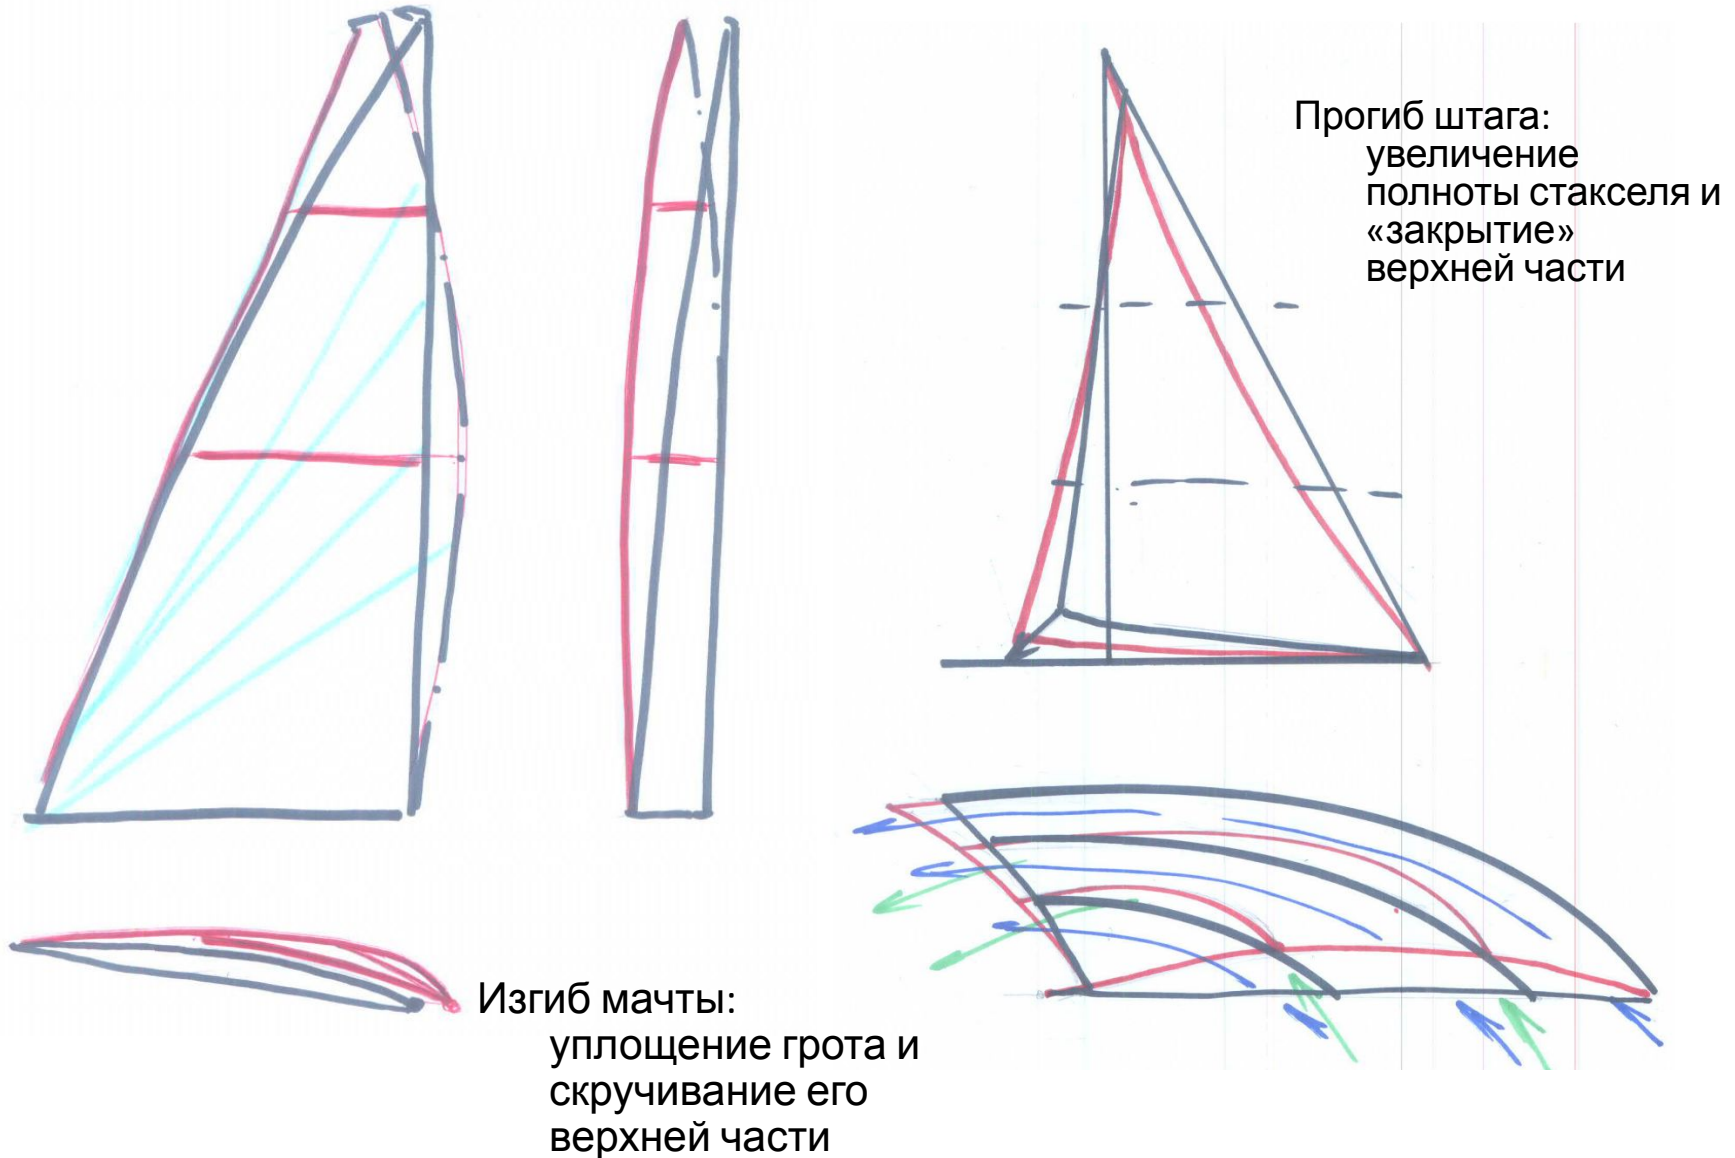 Прогиб штага:
увеличение
полноты стакселя и
«закрытие»
верхней части
Изгиб мачты:
уплощение грота и
скручивание его
верхней части